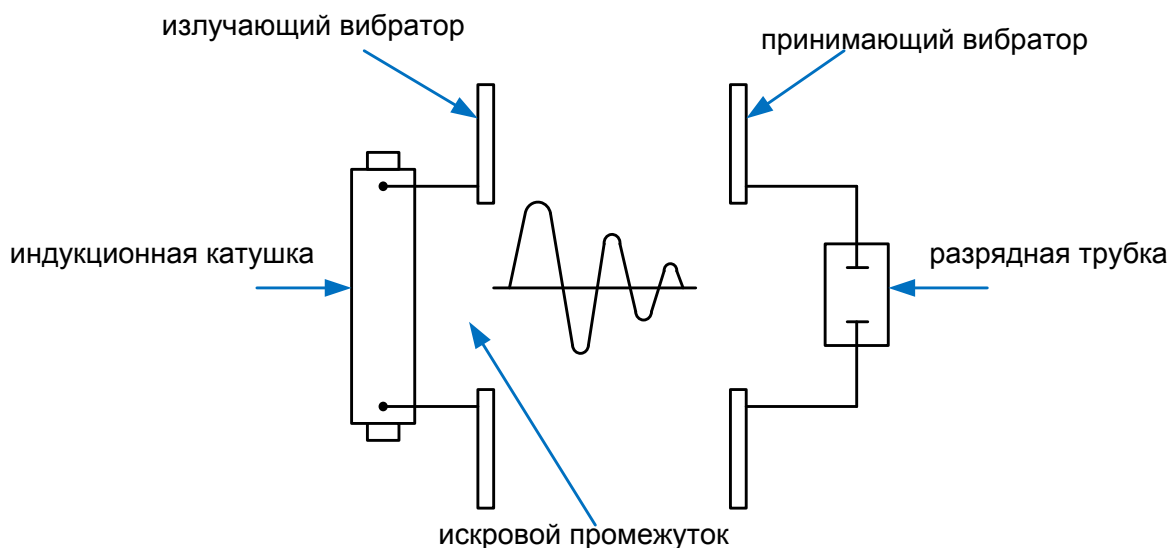 излучающий вибратор
принимающий вибратор
индукционная катушка
разрядная трубка
искровой промежуток